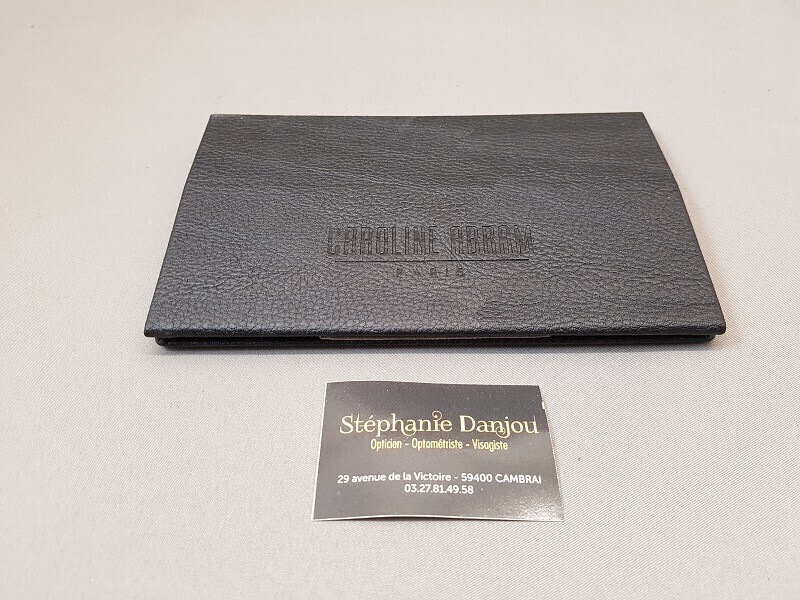 CAROLINE ABRAM
PARIS
Stéphanie Danjou
Opticien - Optométriste - Visagiste
29 avenue de la Victoire - 59400 CAMBRAI
03.27.81.49.58